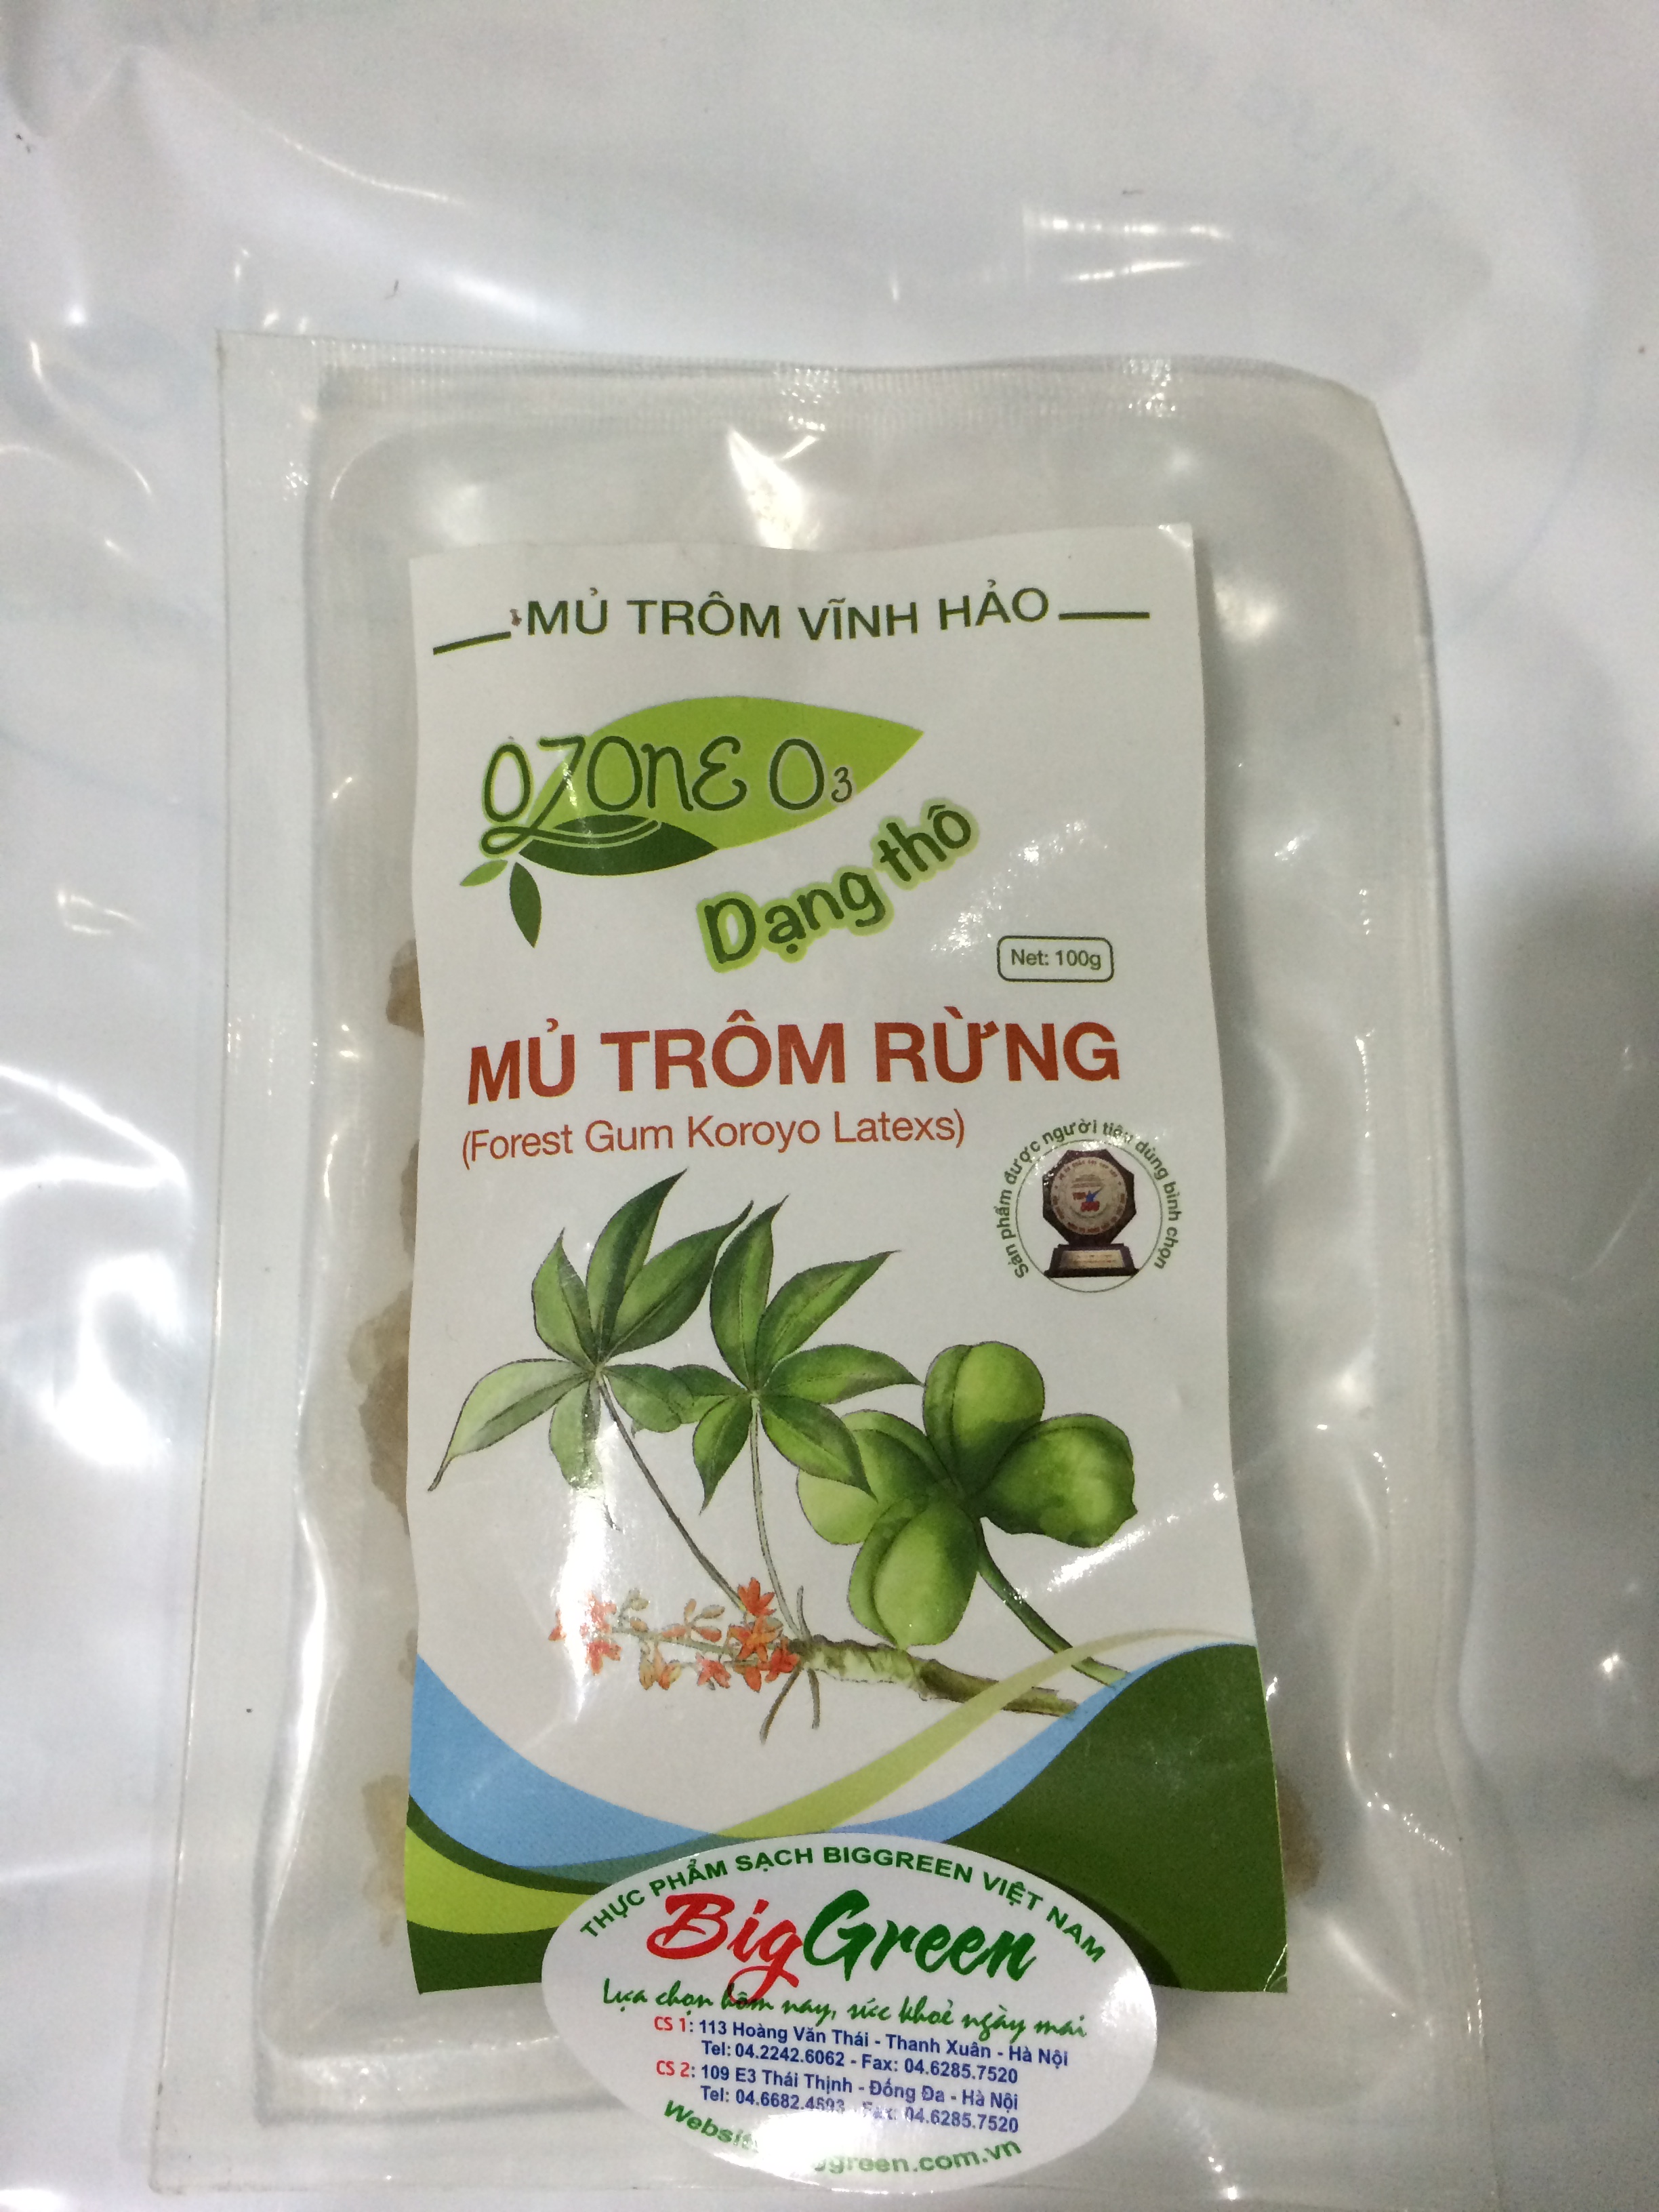 MỦ TRÔM VĨNH HẢO
OZONE O3
Dạng thô
Net: 100g
MỦ TRÔM RỪNG
(Forest Gum Koroyo Latexs)
Sản phẩm được người tiêu dùng bình chọn
THỰC PHẨM SẠCH BIGGREEN VIỆT NAM
BigGreen
Lựa chọn hôm nay, sức khoẻ ngày mai
CS 1: 113 Hoàng Văn Thái - Thanh Xuân - Hà Nội
Tel: 04.2242.6062 - Fax: 04.6285.7520
CS 2: 109 E3 Thái Thịnh - Đống Đa - Hà Nội
Tel: 04.6682.4693 - Fax: 04.6285.7520